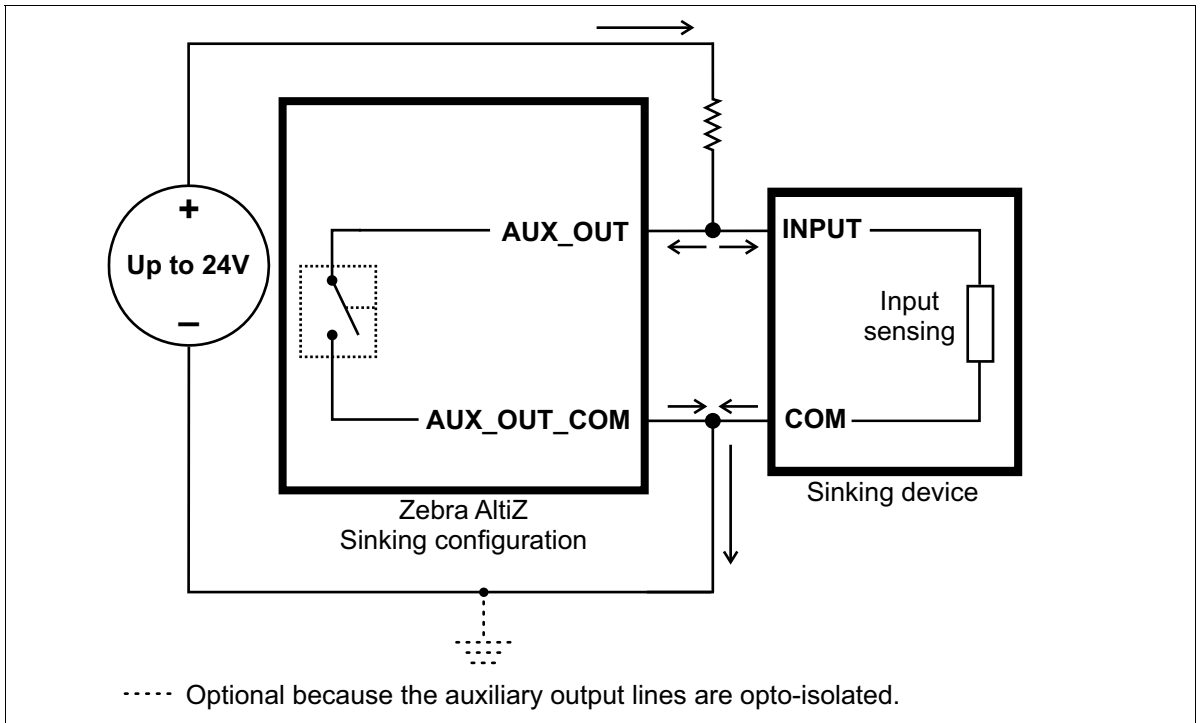 +
Up to 24V
−
AUX_OUT
AUX_OUT_COM
Zebra AltiZ
Sinking configuration
INPUT
Input
sensing
COM
Sinking device
Optional because the auxiliary output lines are opto-isolated.